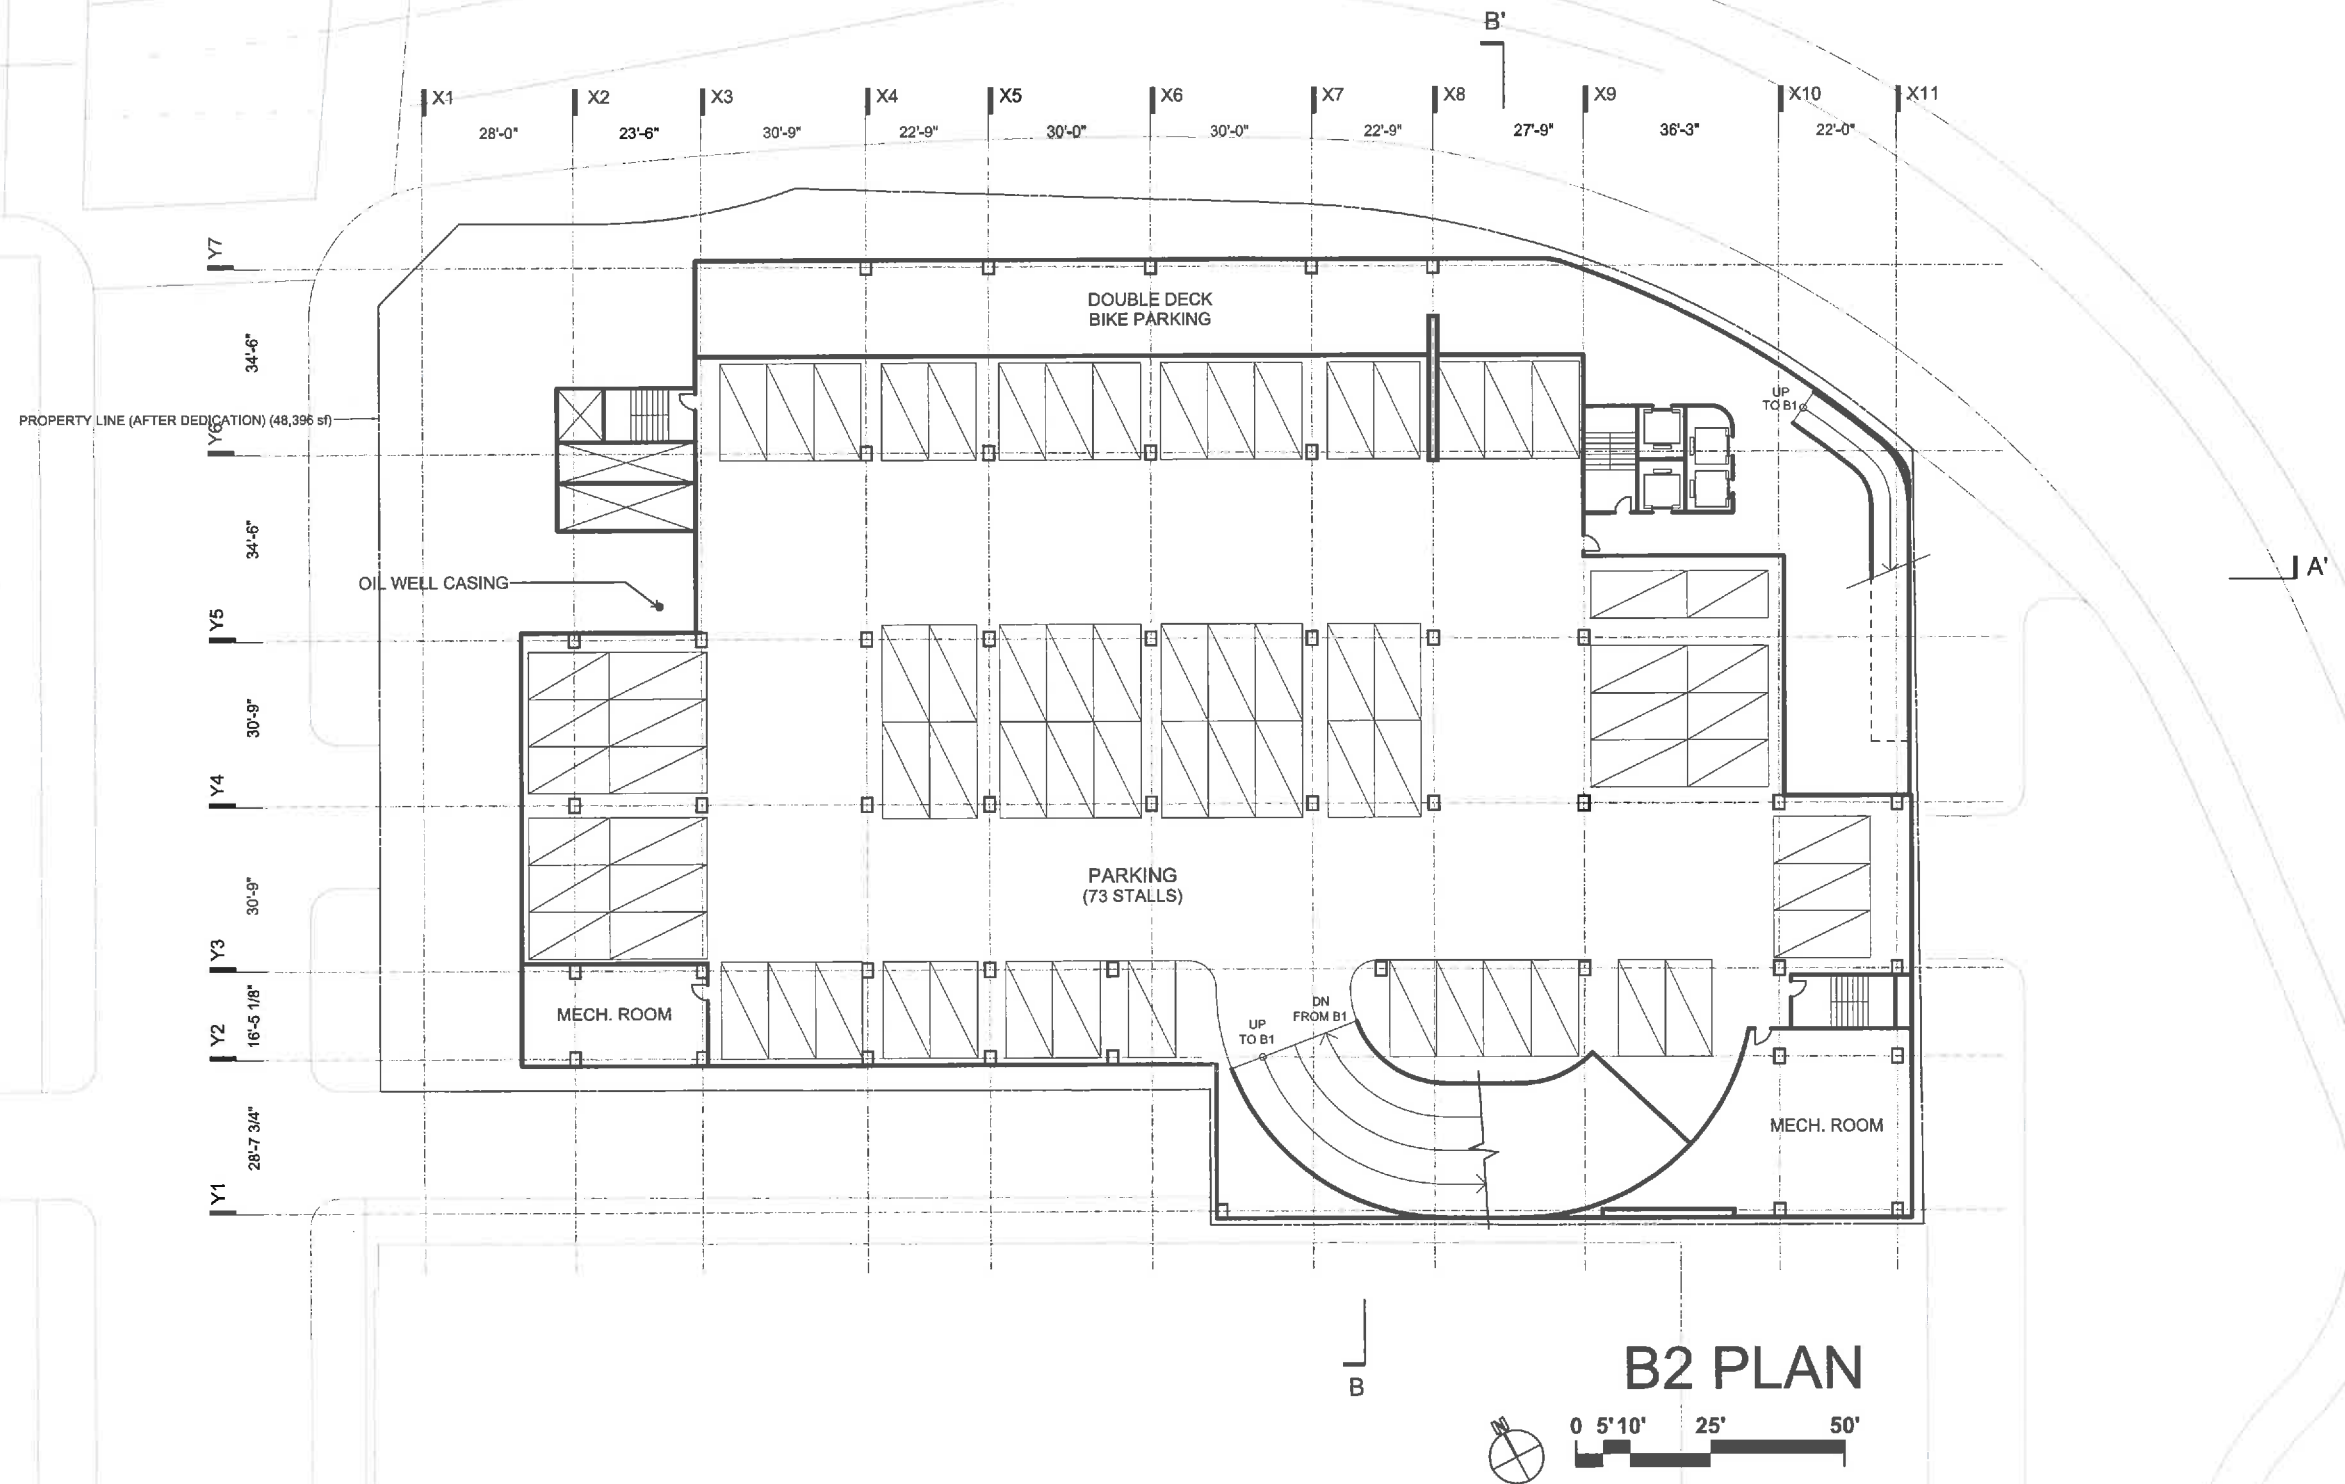 B'
X1
X2
X3
X4
X5
X6
X7
X8
X9
X10
X11
28'-0"
23'-6"
30'-9"
22'-9"
30'-0"
30'-0"
22'-9"
27'-9"
36'-3"
22'-0"
Y7
34'-6"
DOUBLE DECK
BIKE PARKING
UP
TO B1
PROPERTY LINE (AFTER DEDICATION) (48,396 sf)
Y6
34'-6"
OIL WELL CASING
A'
Y5
30'-9"
Y4
30'-9"
PARKING
(73 STALLS)
Y3
16'-5 1/8"
MECH. ROOM
DN
FROM B1
UP
TO B1
Y2
28'-7 3/4"
MECH. ROOM
Y1
B
B2 PLAN
N
0 5' 10' 25' 50'